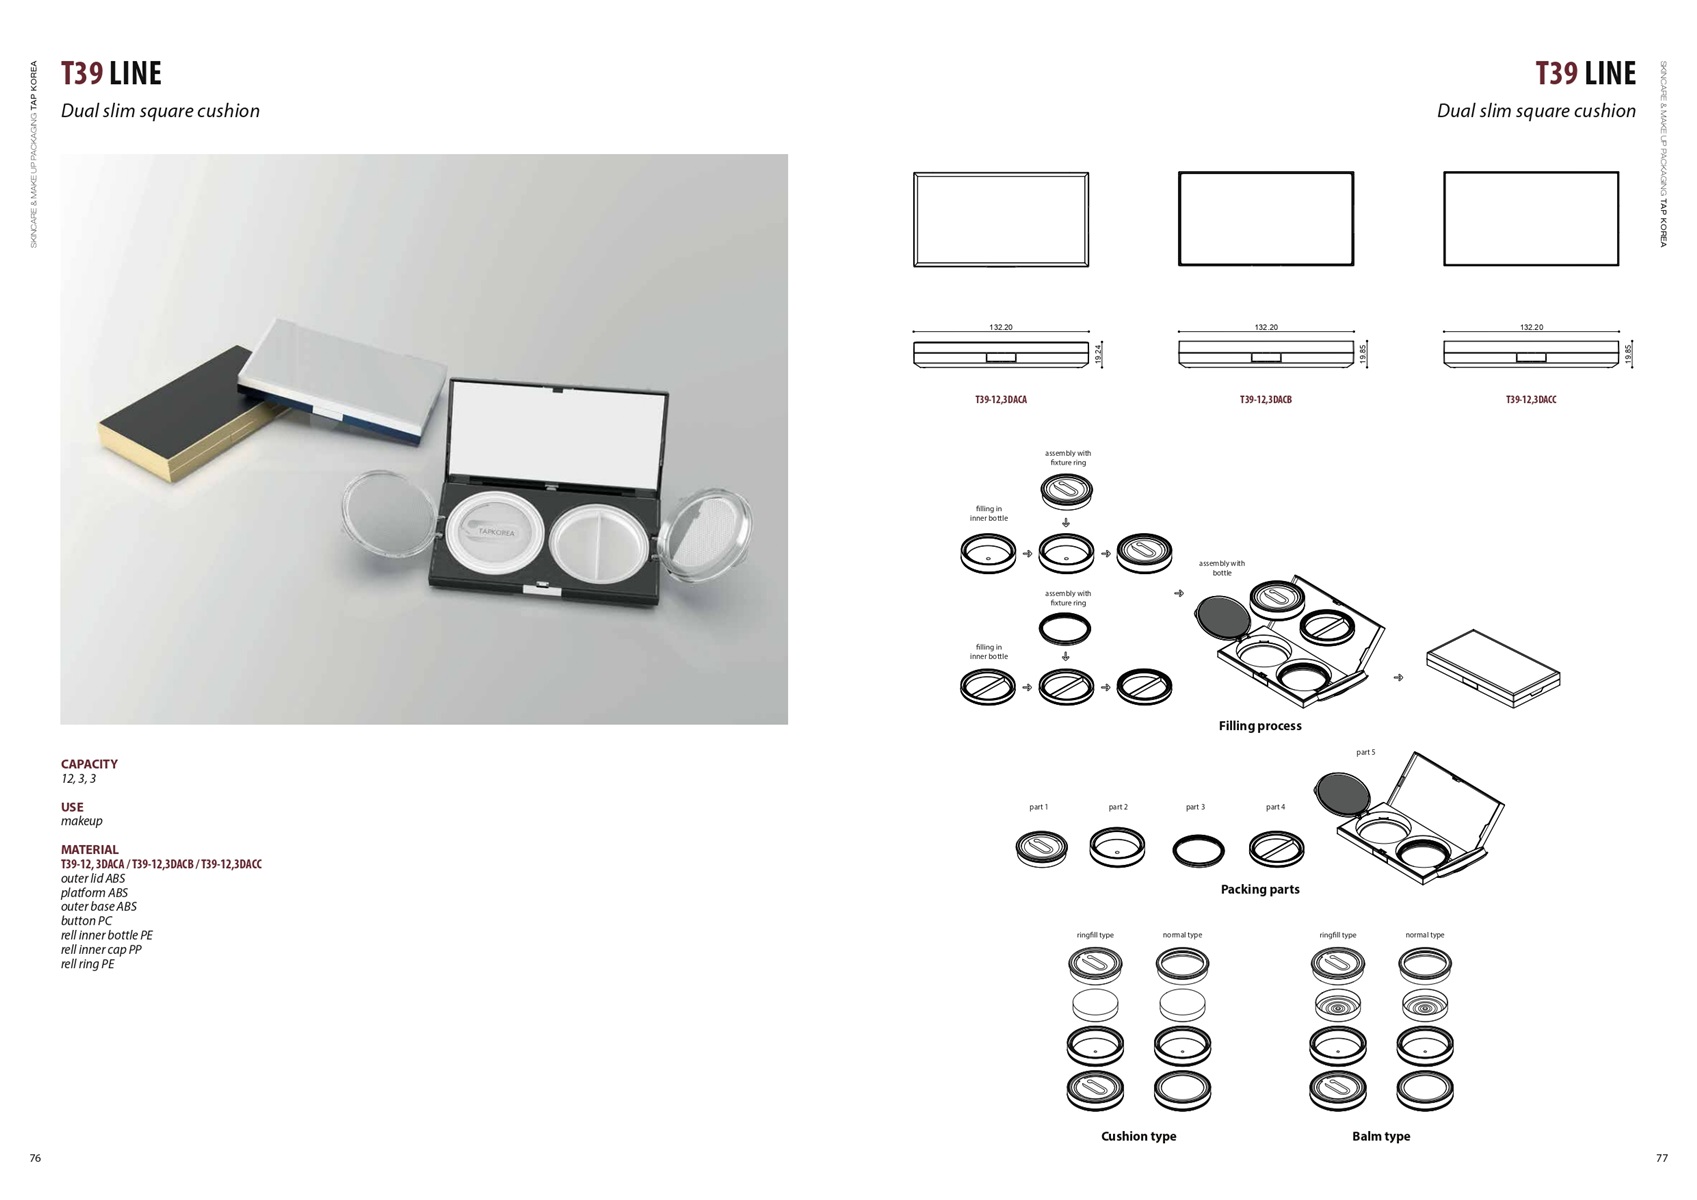 SKINCARE & MAKE UP PACKAGING TAP KOREA
T39 LINE
Dual slim square cushion
TAPKOREA
CAPACITY
12, 3, 3
USE
makeup
MATERIAL
T39-12, 3DACA / T39-12,3DACB / T39-12,3DACC
outer lid ABS
platform ABS
outer base ABS
button PC
rell inner bottle PE
rell inner cap PP
rell ring PE
76
T39 LINE
Dual slim square cushion
SKINCARE & MAKE UP PACKAGING TAP KOREA
132.20
19.24
132.20
19.85
132.20
19.85
T39-12,3DACA
T39-12,3DACB
T39-12,3DACC
assembly with
fixture ring
filling in
inner bottle
assembly with
bottle
assembly with
fixture ring
filling in
inner bottle
Filling process
part 1
part 2
part 3
part 4
part 5
Packing parts
ringfill type
normal type
ringfill type
normal type
Cushion type
Balm type
77